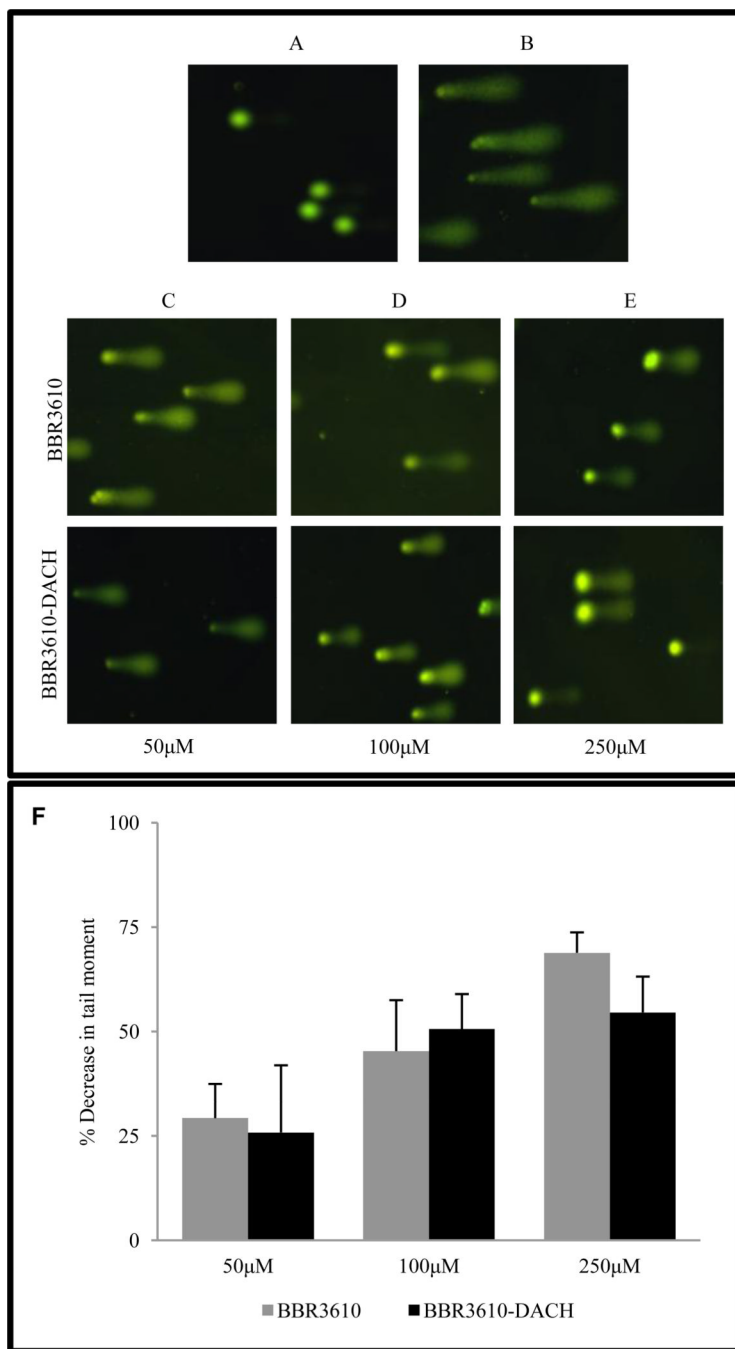 A B
C D E
BBR3610
BBR3610-DACH
50μM 100μM 250μM
F
100
75
50
25
0
% Decrease in tail moment
50μM 100μM 250μM
BBR3610 BBR3610-DACH